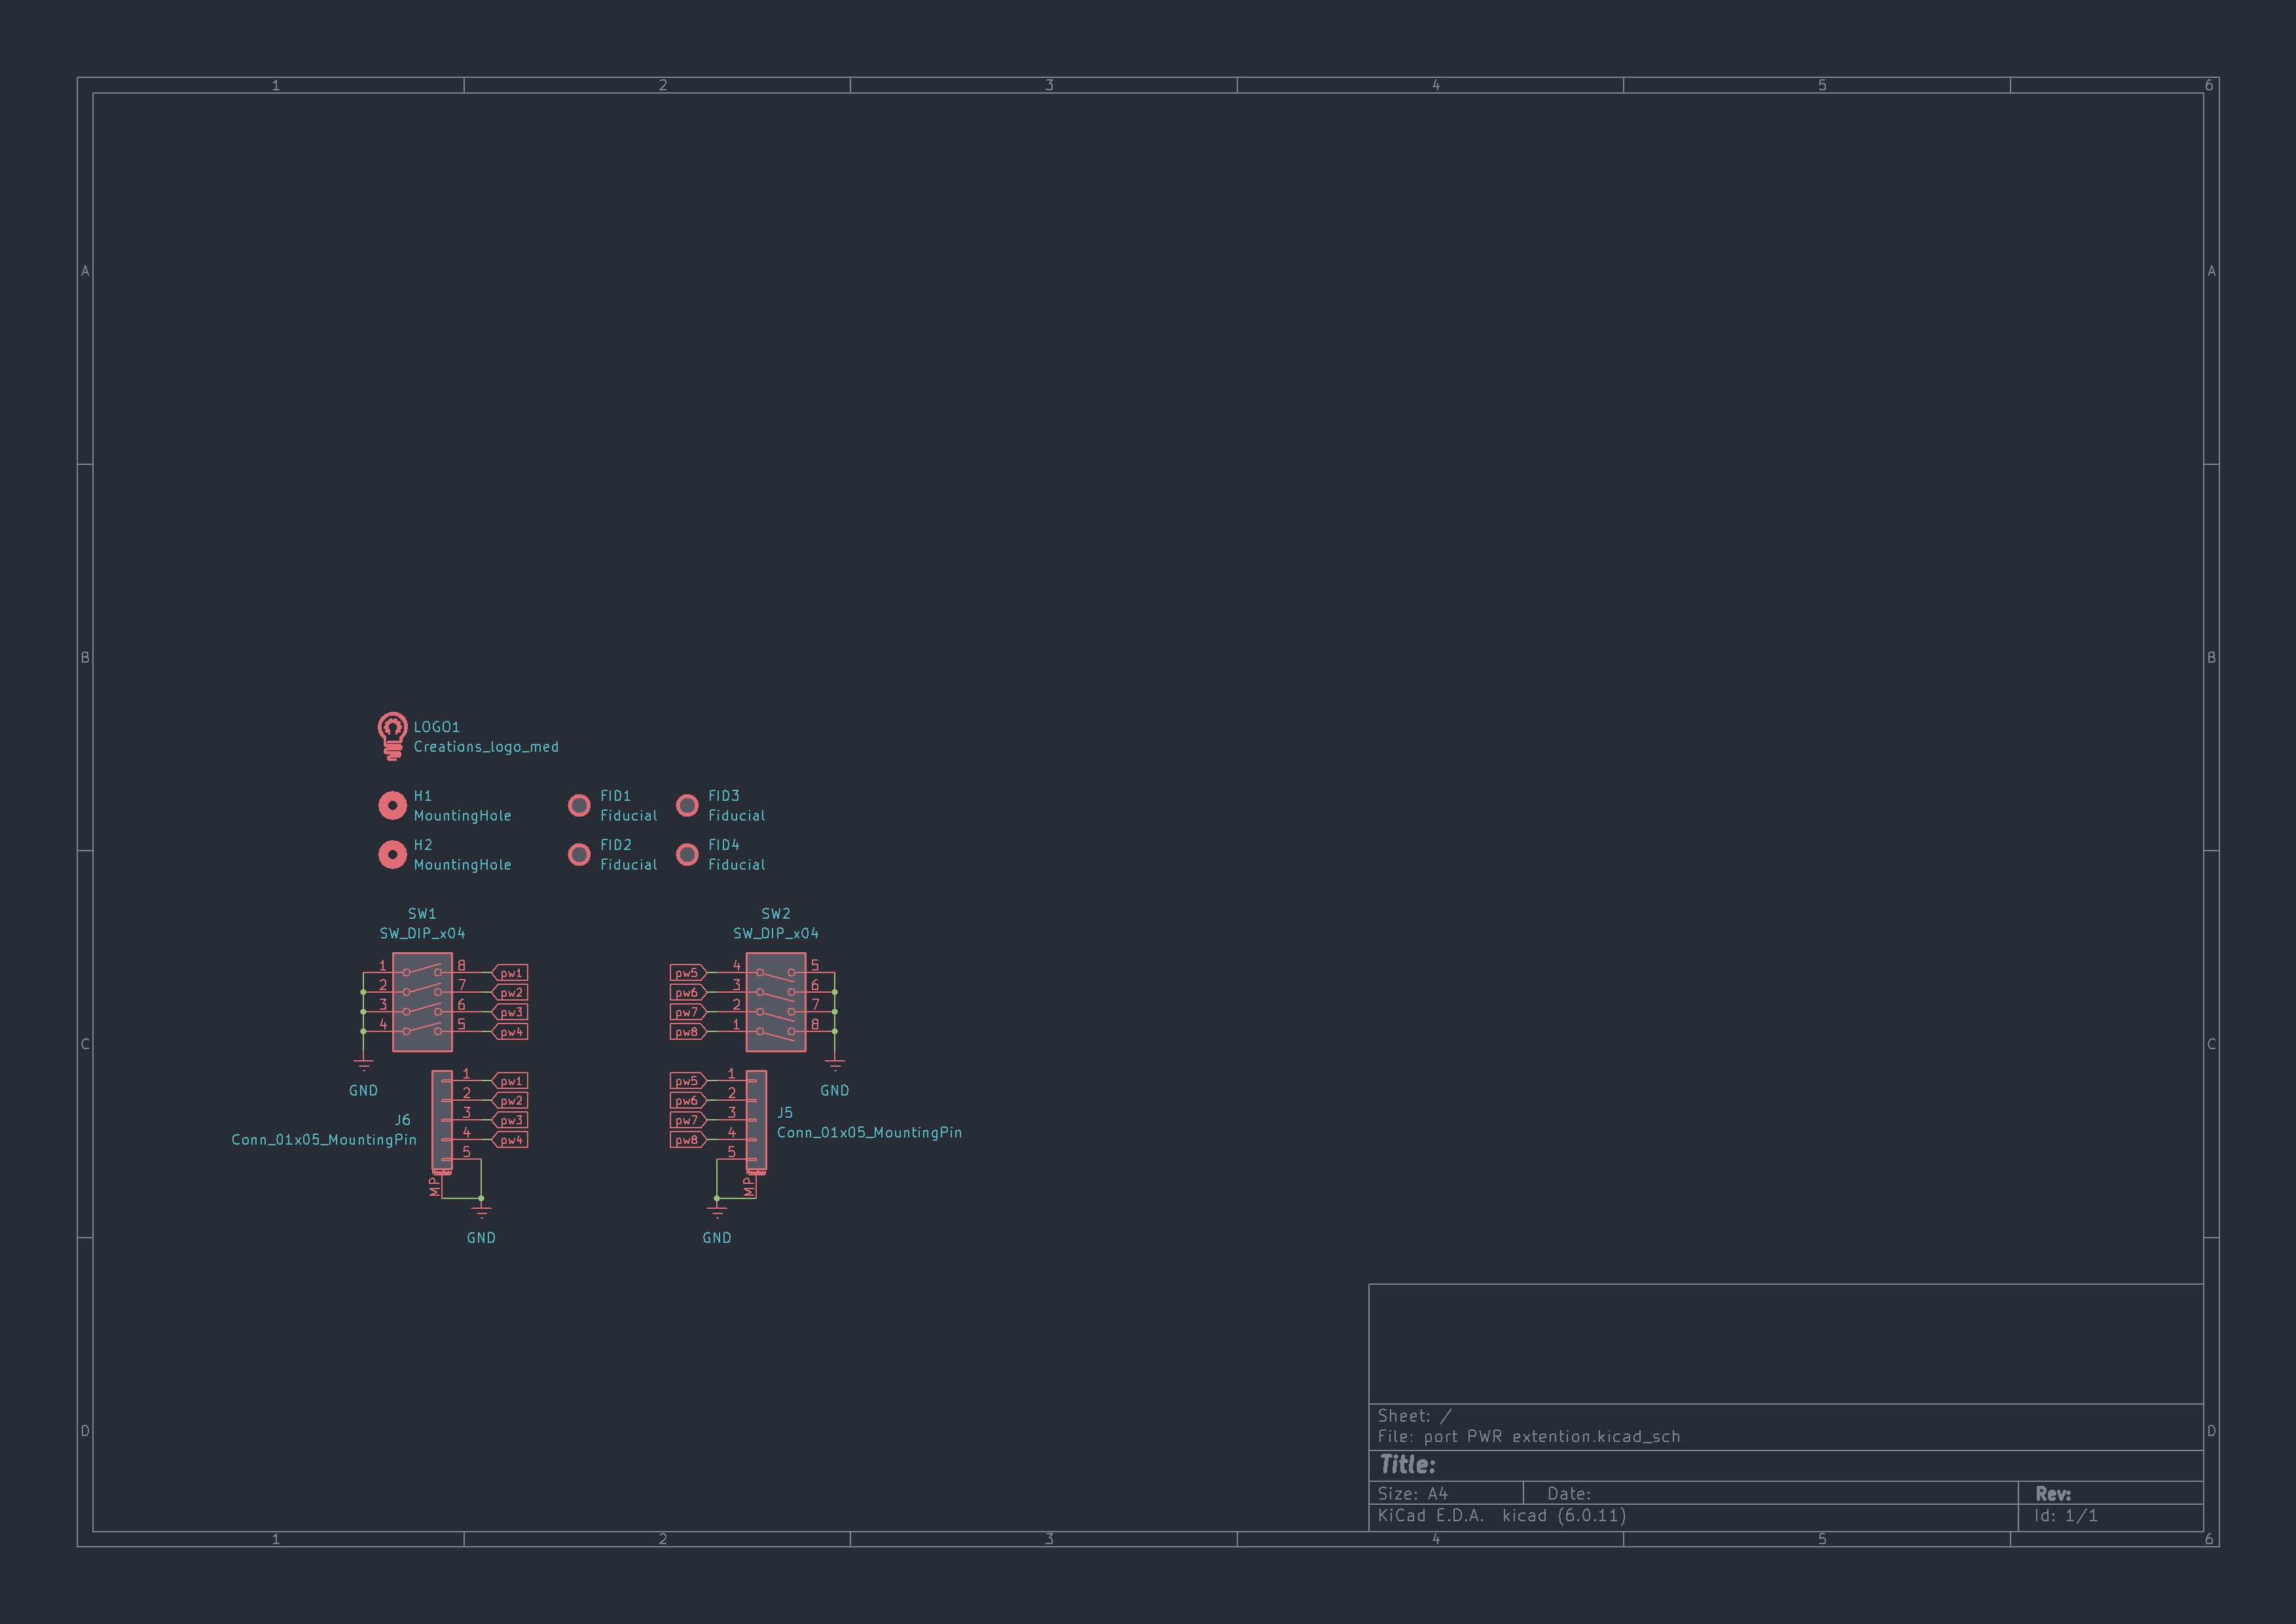 1 2 3 4 5 6
A A
B B
LOGO1
Creations_logo_med
H1
MountingHole
FID1
Fiducial
FID3
Fiducial
H2
MountingHole
FID2
Fiducial
FID4
Fiducial
SW1
SW_DIP_x04
1 8 pw1
2 7 pw2
3 6 pw3
4 5 pw4
GND
SW2
SW_DIP_x04
pw5 4 5
pw6 3 6
pw7 2 7
pw8 1 8
GND
C C
J6
Conn_01x05_MountingPin
1 pw1
2 pw2
3 pw3
4 pw4
5
MP
GND
pw5 1
pw6 2
pw7 3
pw8 4
5
MP
J5
Conn_01x05_MountingPin
GND
D D
Sheet: /
File: port PWR extention.kicad_sch
Title:
Size: A4 Date: Rev:
KiCad E.D.A. kicad (6.0.11) Id: 1/1
1 2 3 4 5 6